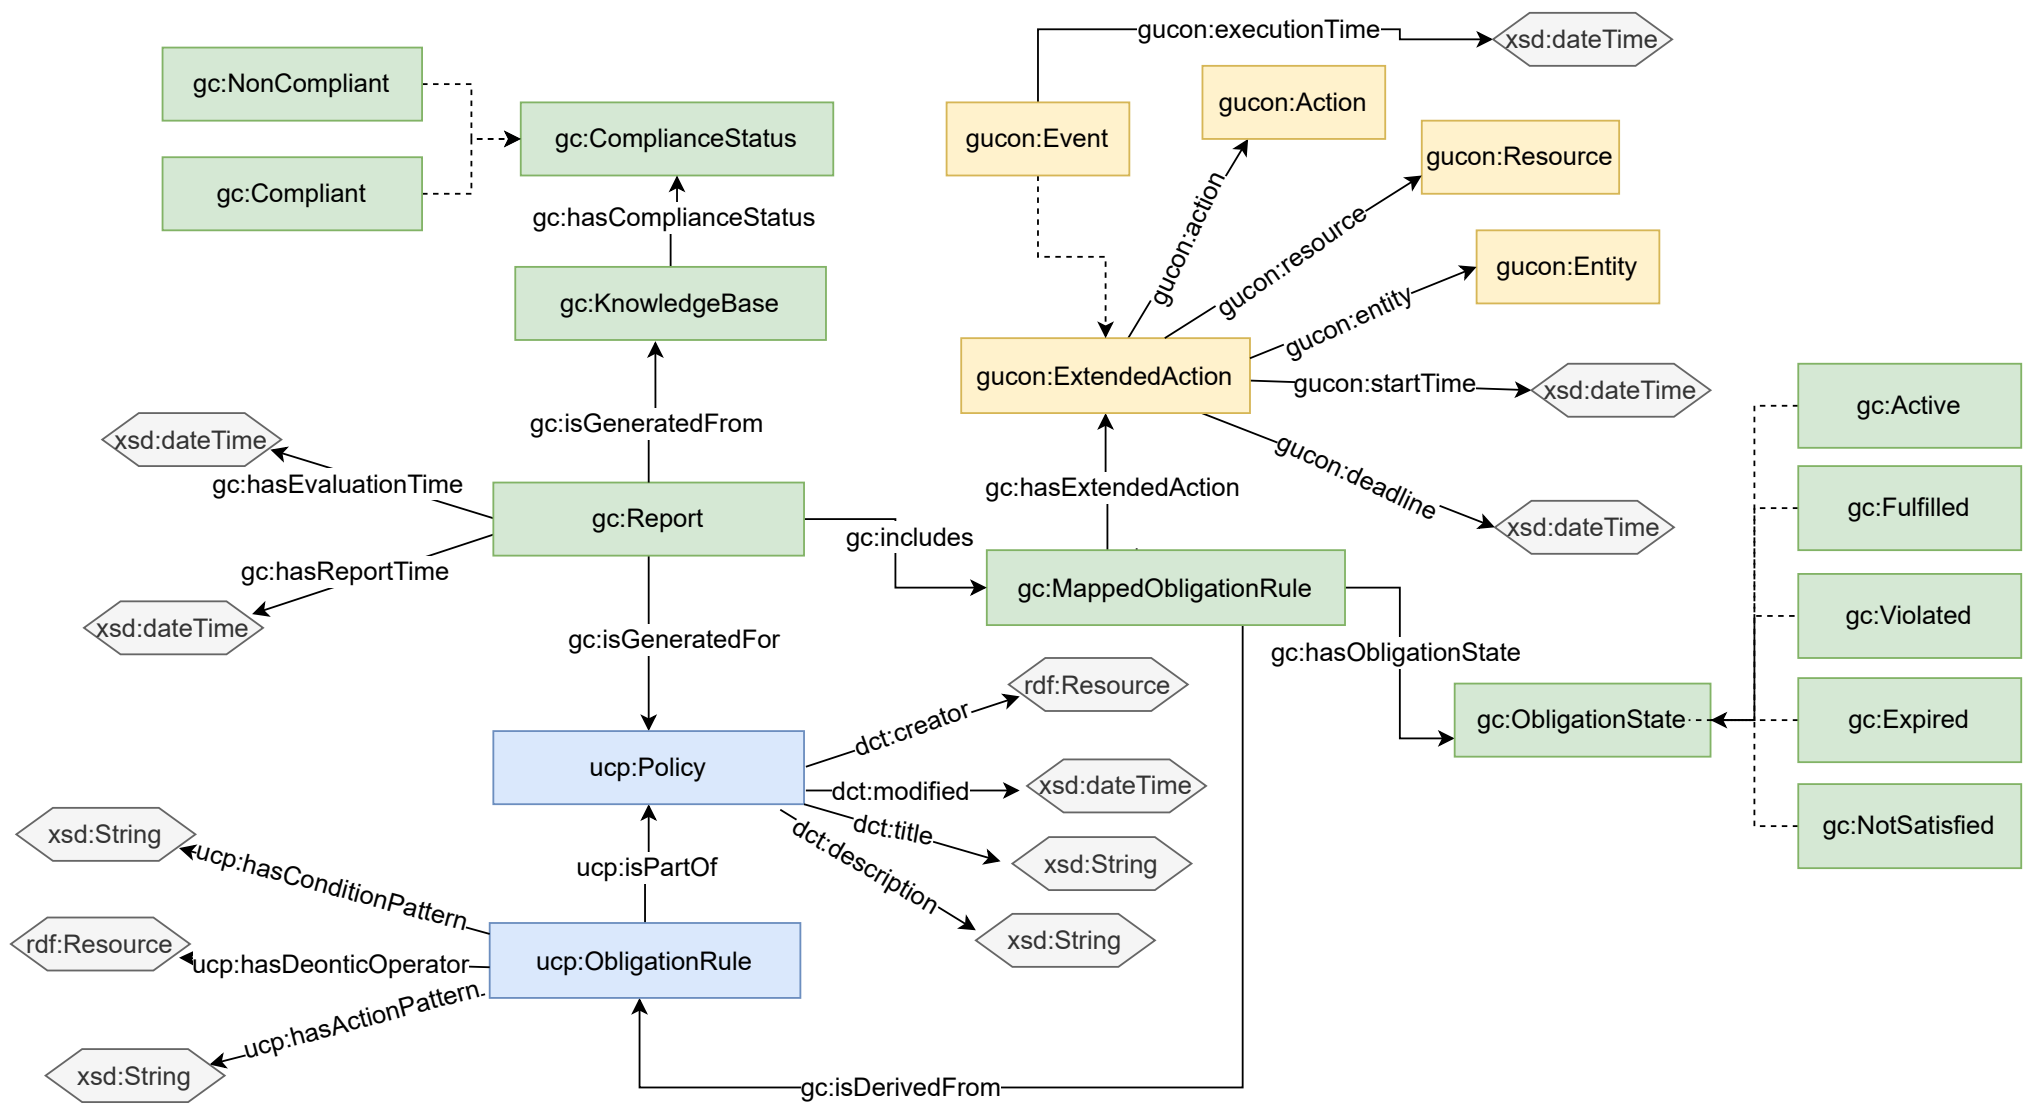 gucon:executionTime
xsd:dateTime
gc:NonCompliant
gucon:Action
gc:ComplianceStatus
gucon:Event
gucon:Resource
gc:Compliant
gc:hasComplianceStatus
gucon:action
gucon:resource
gucon:Entity
gc:KnowledgeBase
gucon:entity
gucon:ExtendedAction
gucon:startTime
xsd:dateTime
gc:Active
gc:isGeneratedFrom
xsd:dateTime
gc:hasEvaluationTime
gc:hasExtendedAction
gucon:deadline
gc:Fulfilled
gc:Report
xsd:dateTime
gc:includes
gc:hasReportTime
gc:MappedObligationRule
gc:Violated
xsd:dateTime
gc:isGeneratedFor
gc:hasObligationState
rdf:Resource
gc:ObligationState
gc:Expired
dct:creator
ucp:Policy
dct:modified
xsd:dateTime
dct:title
gc:NotSatisfied
xsd:String
dct:description
xsd:String
ucp:isPartOf
ucp:hasConditionPattern
xsd:String
rdf:Resource
ucp:hasDeonticOperator
ucp:ObligationRule
ucp:hasActionPattern
xsd:String
gc:isDerivedFrom